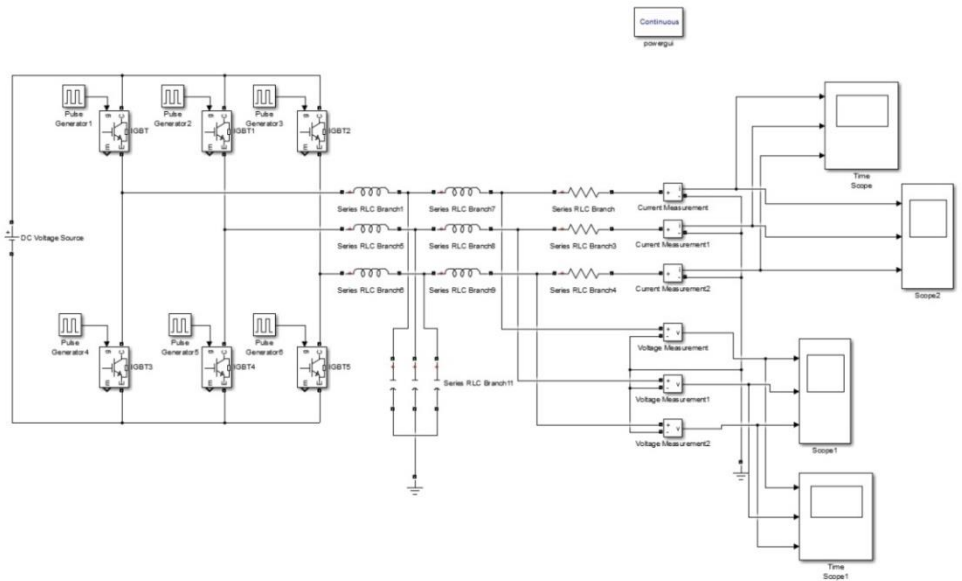 Continuous
powergui
Pulse
Generator1
Pulse
Generator2
Pulse
Generator3
g C
E
IGBT
g C
E
IGBT1
g C
E
IGBT2
Time
Scope
DC Voltage Source
Series RLC Branch1
Series RLC Branch7
Series RLC Branch
Current Measurement
Series RLC Branch5
Series RLC Branch8
Series RLC Branch3
Current Measurement1
Series RLC Branch6
Series RLC Branch9
Series RLC Branch4
Current Measurement2
Scope2
Pulse
Generator4
Pulse
Generator5
Pulse
Generator6
g C
E
IGBT3
g C
E
IGBT4
g C
E
IGBT5
Voltage Measurement
Series RLC Branch11
Voltage Measurement1
Voltage Measurement2
Scope1
Time
Scope1